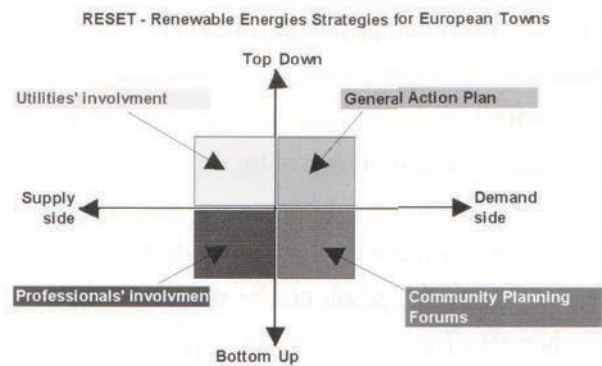 RESET - Renewable Energies Strategies for European Towns
Top Down
Utilities' involvment
General Action Plan
Supply
side
Demand
side
Professionals' Involvmen
Community Planning
Forums
Bottom Up